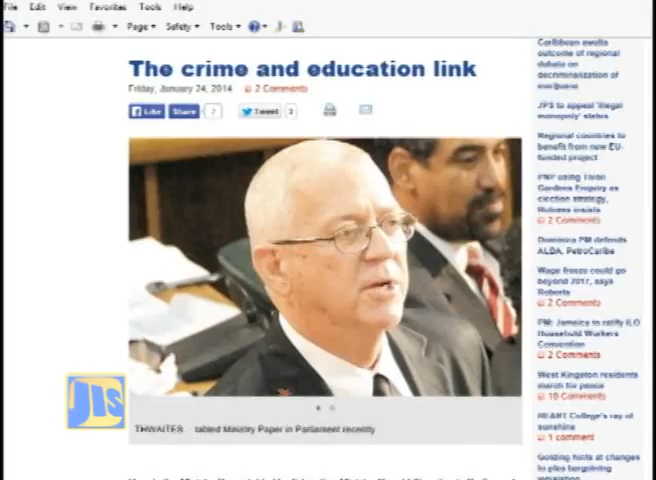 File Edit View Favorites Tools Help
Page Safety Tools
The crime and education link
Friday, January 24, 2014 2 Comments
Like Share 7 Tweet 3
THWAITES... tabled Ministry Paper in Parliament recently
JIS
Caribbean awaits
outcome of regional
debate on
decriminalization of
marijuana
JPS to appeal 'illegal
monopoly' status
Regional countries to
benefit from new EU-
funded project
PNP using Tivoli
Gardens Enquiry as
election strategy,
Holness insists
2 Comments
Dominica PM defends
ALBA, PetroCaribe
Wage freeze could go
beyond 2017, says
Roberts
2 Comments
PM: Jamaica to ratify ILO
Household Workers
Convention
2 Comments
West Kingston residents
march for peace
10 Comments
HEART College's ray of
sunshine
1 comment
Golding hints at changes
to plea bargaining
legislation